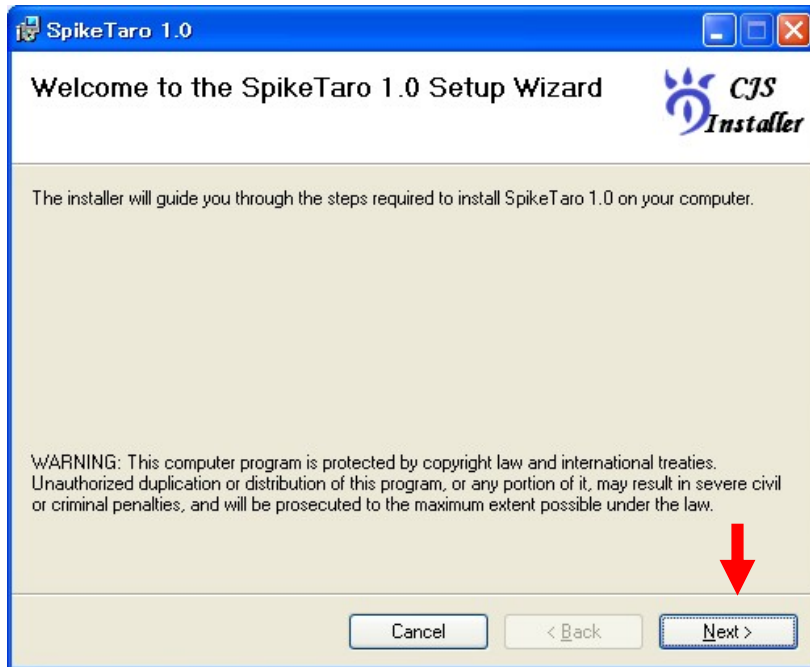 SpikeTaro 1.0
Welcome to the SpikeTaro 1.0 Setup Wizard
CJS
Installer
The installer will guide you through the steps required to install SpikeTaro 1.0 on your computer.
WARNING: This computer program is protected by copyright law and international treaties.
Unauthorized duplication or distribution of this program, or any portion of it, may result in severe civil
or criminal penalties, and will be prosecuted to the maximum extent possible under the law.
Cancel
< Back
Next >